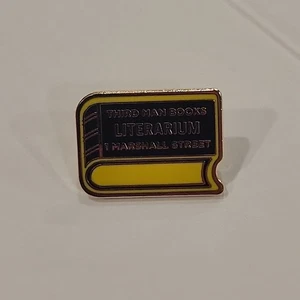 THIRD MAN BOOKS
LITERARIUM
1 MARSHALL STREET